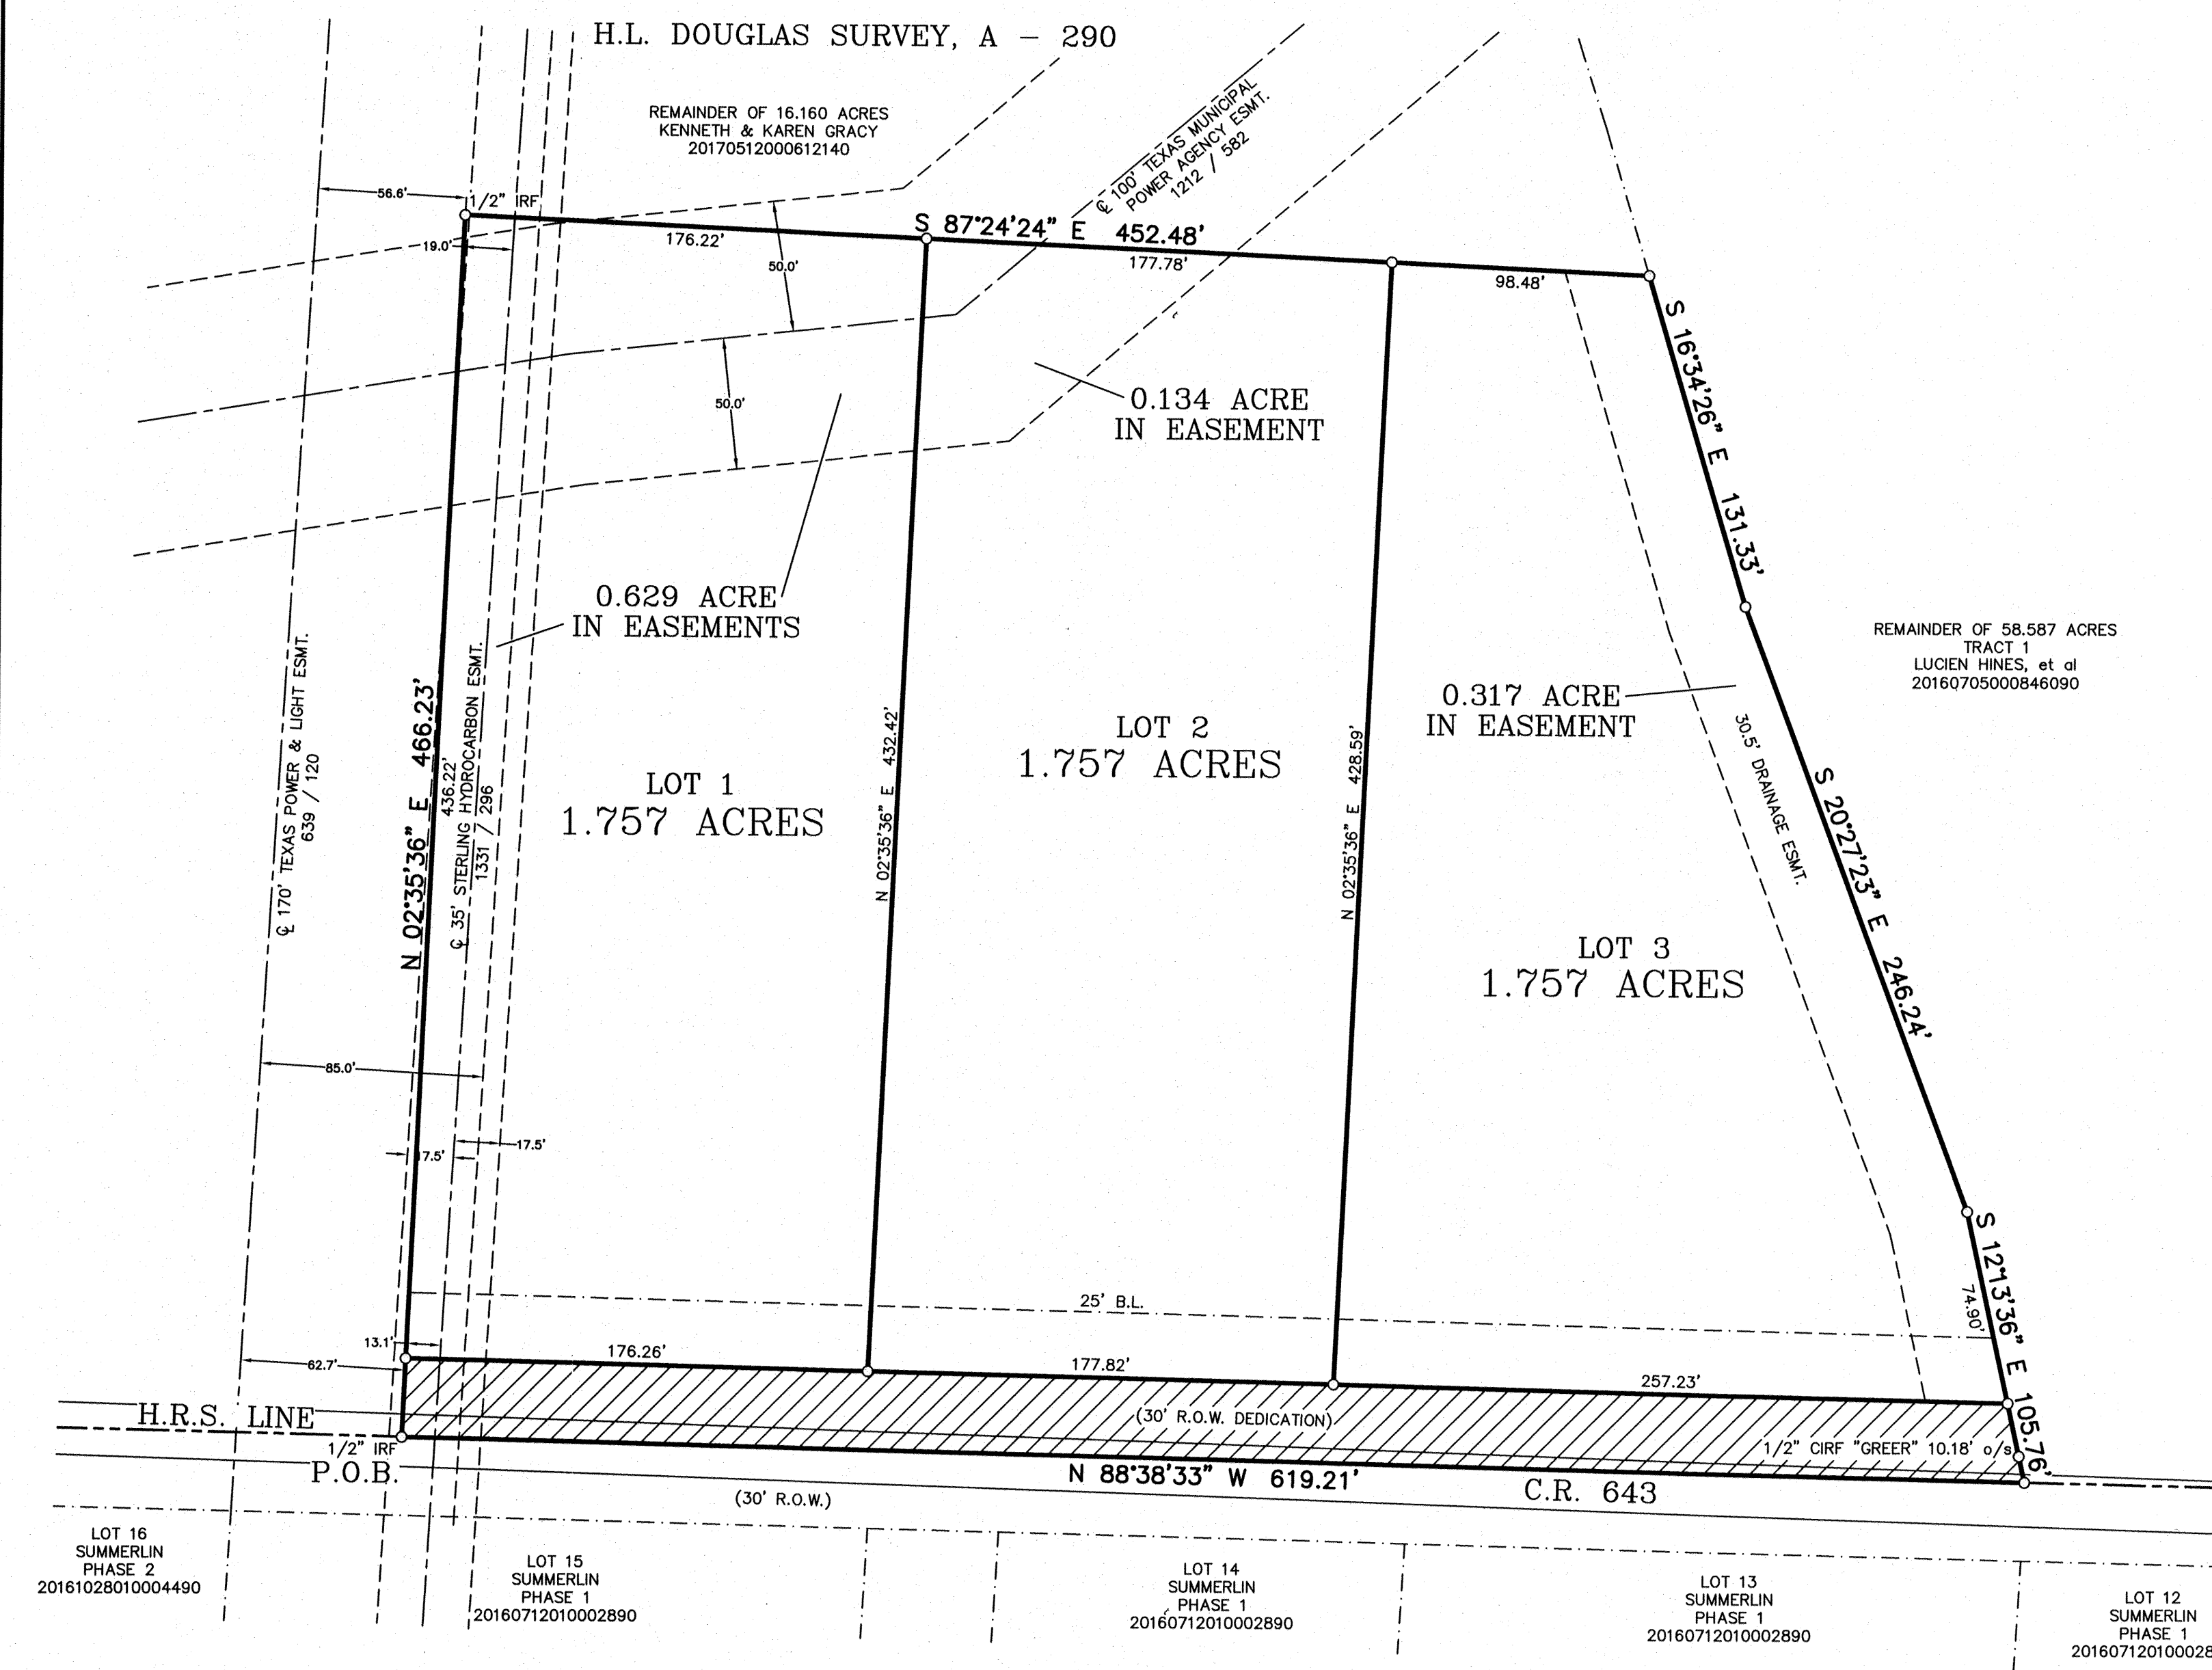 H.L. DOUGLAS SURVEY, A – 290
REMAINDER OF 16.160 ACRES
KENNETH & KAREN GRACY
20170512000612140
℄ 100' TEXAS MUNICIPAL
POWER AGENCY ESMT.
1212 / 582
56.6'
1/2" IRF
19.0'
176.22'
S 87°24'24" E 452.48'
177.78'
98.48'
50.0'
50.0'
S 16°34'26" E 131.33'
0.134 ACRE
IN EASEMENT
0.629 ACRE
IN EASEMENTS
REMAINDER OF 58.587 ACRES
TRACT 1
LUCIEN HINES, et al
20160705000846090
℄ 170' TEXAS POWER & LIGHT ESMT.
639 / 120
N 02°35'36" E 466.23'
436.22'
℄ 35' STERLING HYDROCARBON ESMT.
1331 / 296
LOT 1
1.757 ACRES
N 02°35'36" E 432.42'
LOT 2
1.757 ACRES
N 02°35'36" E 428.59'
0.317 ACRE
IN EASEMENT
30.5' DRAINAGE ESMT.
S 20°27'23" E 246.24'
LOT 3
1.757 ACRES
85.0'
17.5'
17.5'
25' B.L.
S 12°13'36" E 105.76'
74.90'
13.1'
62.7'
176.26'
177.82'
257.23'
H.R.S. LINE
(30' R.O.W. DEDICATION)
1/2" IRF
P.O.B.
1/2" CIRF "GREER" 10.18' o/s
N 88°38'33" W 619.21'
C.R. 643
(30' R.O.W.)
LOT 16
SUMMERLIN
PHASE 2
20161028010004490
LOT 15
SUMMERLIN
PHASE 1
20160712010002890
LOT 14
SUMMERLIN
PHASE 1
20160712010002890
LOT 13
SUMMERLIN
PHASE 1
20160712010002890
LOT 12
SUMMERLIN
PHASE 1
201607120100028